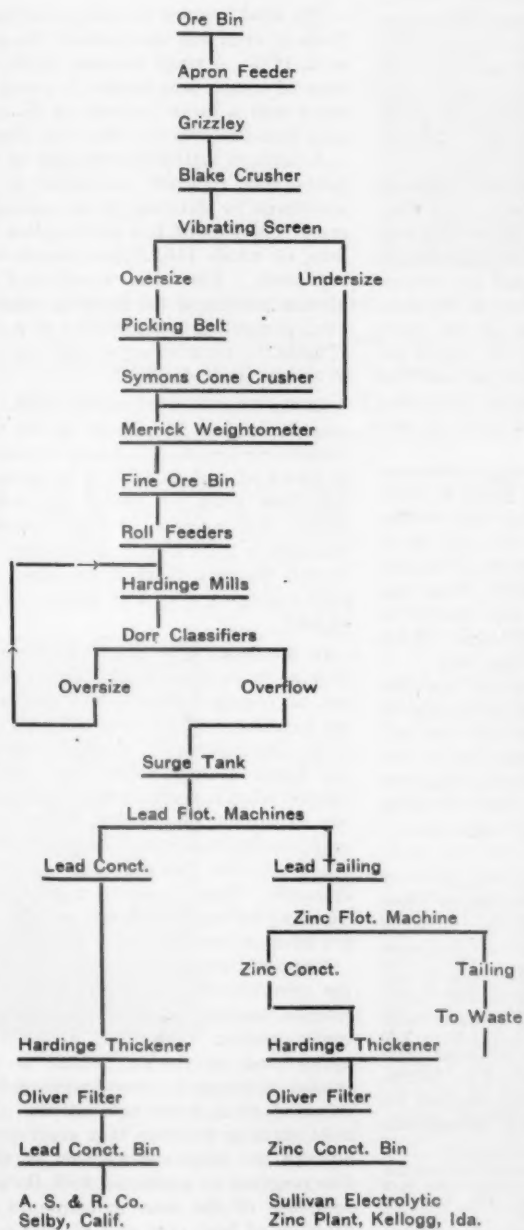 Ore Bin
Apron Feeder
Grizzley
Blake Crusher
Vibrating Screen
Oversize Undersize
Picking Belt
Symons Cone Crusher
Merrick Weightometer
Fine Ore Bin
Roll Feeders
Hardinge Mills
Dorr Classifiers
Oversize Overflow
Surge Tank
Lead Flot. Machines
Lead Conct. Lead Tailing
Zinc Flot. Machine
Zinc Conct. Tailing
To Waste
Hardinge Thickener Hardinge Thickener
Oliver Filter Oliver Filter
Lead Conct. Bin Zinc Conct. Bin
A. S. & R. Co. Sullivan Electrolytic
Selby, Calif. Zinc Plant, Kellogg, Ida.